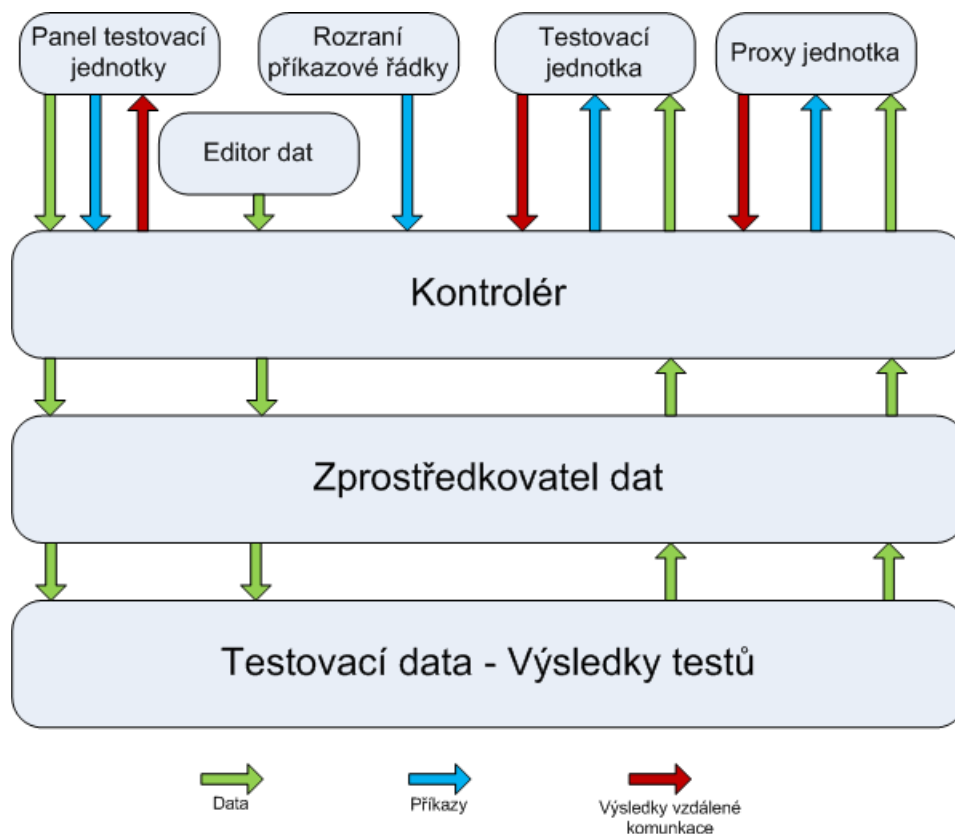 Panel testovací
jednotky
Rozraní
příkazové řádky
Testovací
jednotka
Proxy jednotka
Editor dat
Kontrolér
Zprostředkovatel dat
Testovací data - Výsledky testů
Data
Příkazy
Výsledky vzdálené
komunkace